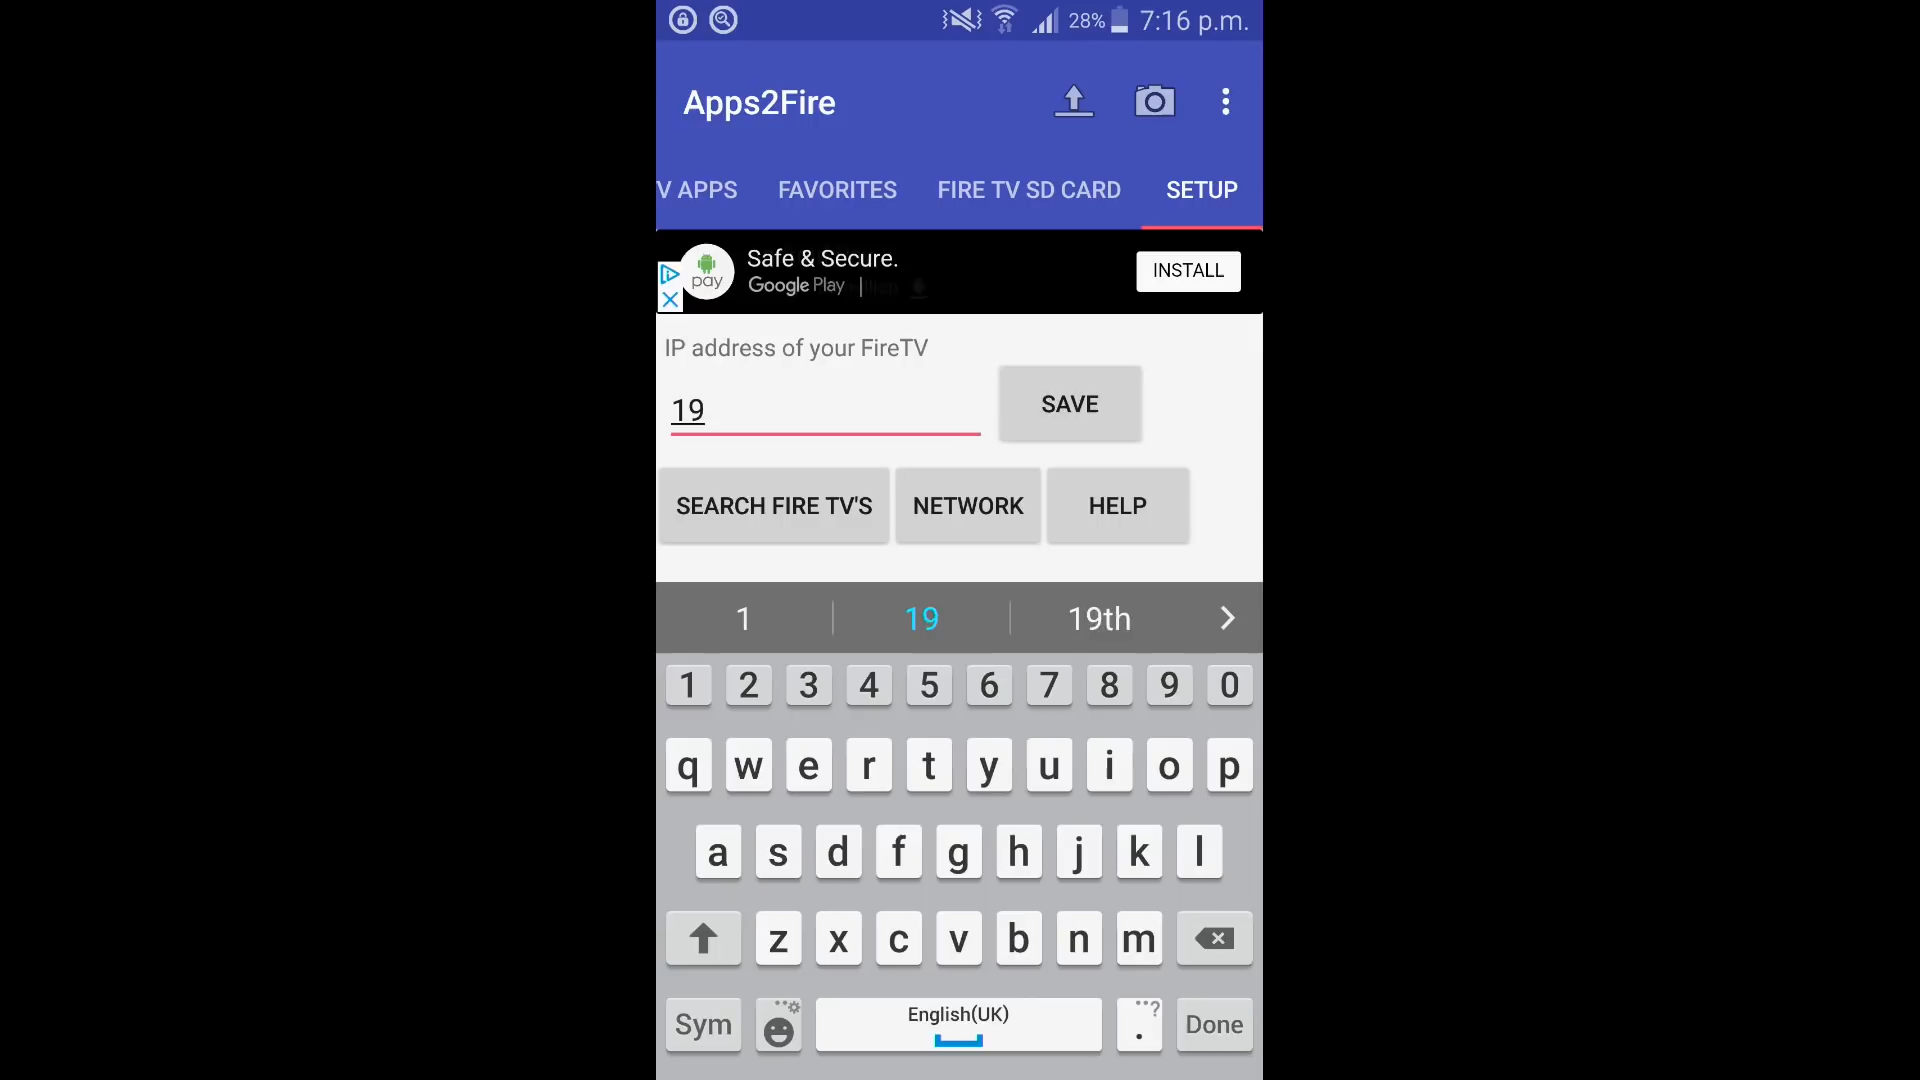 28% 7:16 p.m.
Apps2Fire
V APPS FAVORITES FIRE TV SD CARD SETUP
Safe & Secure.
pay
Google Play
INSTALL
IP address of your FireTV
19
SAVE
SEARCH FIRE TV'S NETWORK HELP
1 19 19th
1 2 3 4 5 6 7 8 9 0
q w e r t y u i o p
a s d f g h j k l
z x c v b n m
Sym English(UK) . ? Done